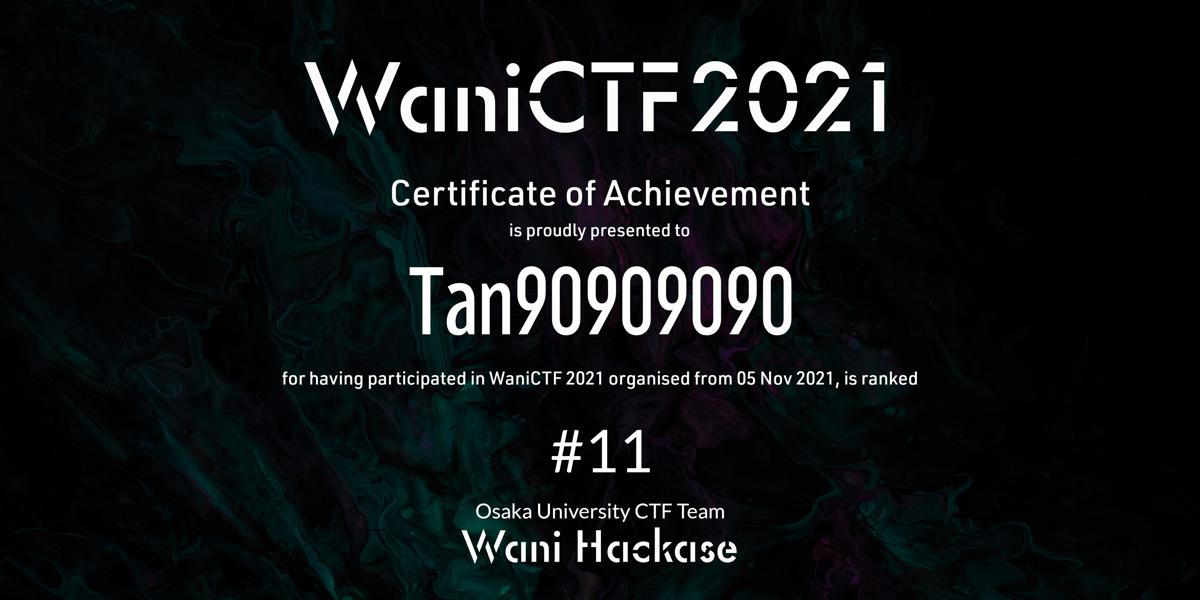 WaniCTF2021
Certificate of Achievement
is proudly presented to
Tan90909090
for having participated in WaniCTF 2021 organised from 05 Nov 2021, is ranked
#11
Osaka University CTF Team
Wani Hackase